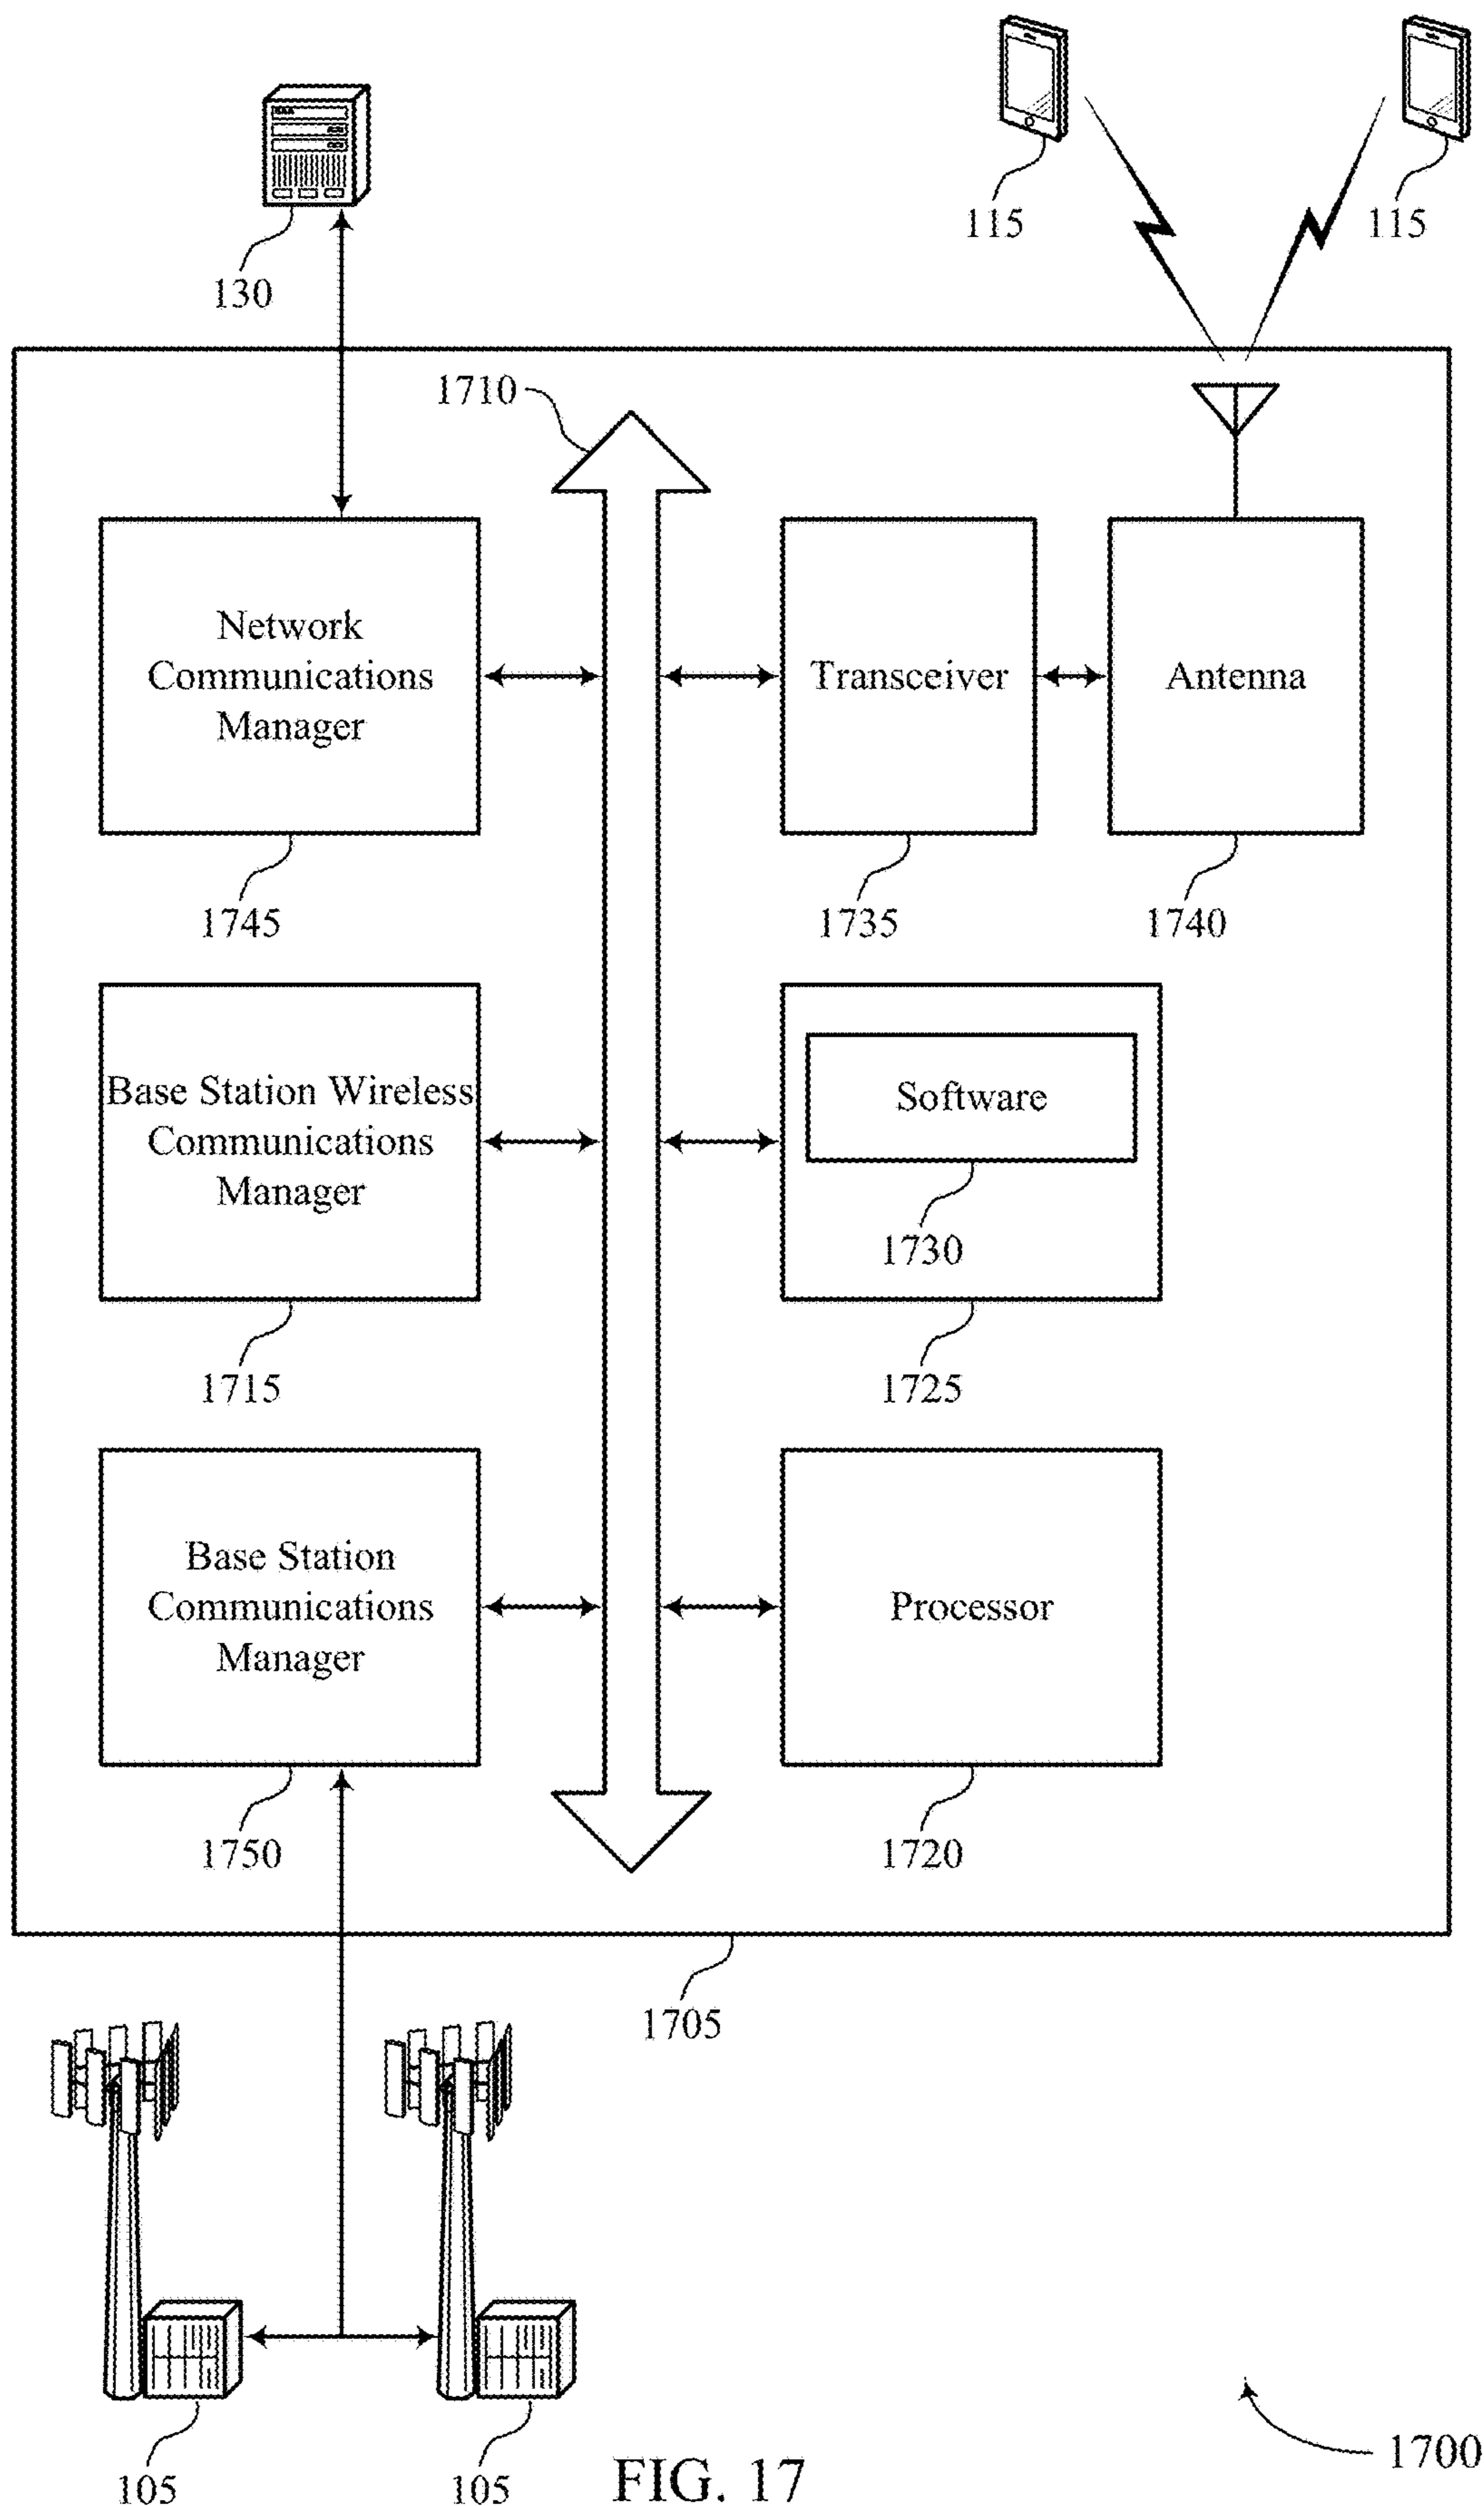 115
115
130
1710
Network
Communications
Manager
Transceiver
Antenna
1745
1735
1740
Base Station Wireless
Communications
Manager
Software
1730
1715
1725
Base Station
Communications
Manager
Processor
1750
1720
1705
105
105
FIG. 17
1700